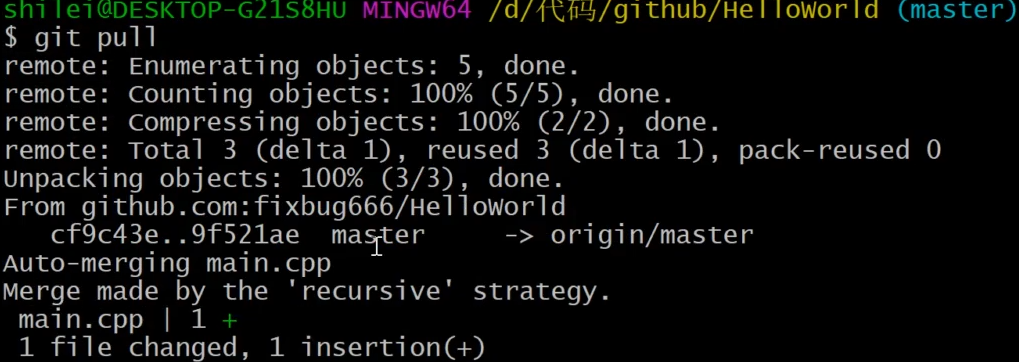 shilei@DESKTOP-G21S8HU MINGW64 /d/代码/github/HelloWorld (master)
$ git pull
remote: Enumerating objects: 5, done.
remote: Counting objects: 100% (5/5), done.
remote: Compressing objects: 100% (2/2), done.
remote: Total 3 (delta 1), reused 3 (delta 1), pack-reused 0
Unpacking objects: 100% (3/3), done.
From github.com:fixbug666/HelloWorld
   cf9c43e..9f521ae  master     -> origin/master
Auto-merging main.cpp
Merge made by the 'recursive' strategy.
 main.cpp | 1 +
 1 file changed, 1 insertion(+)